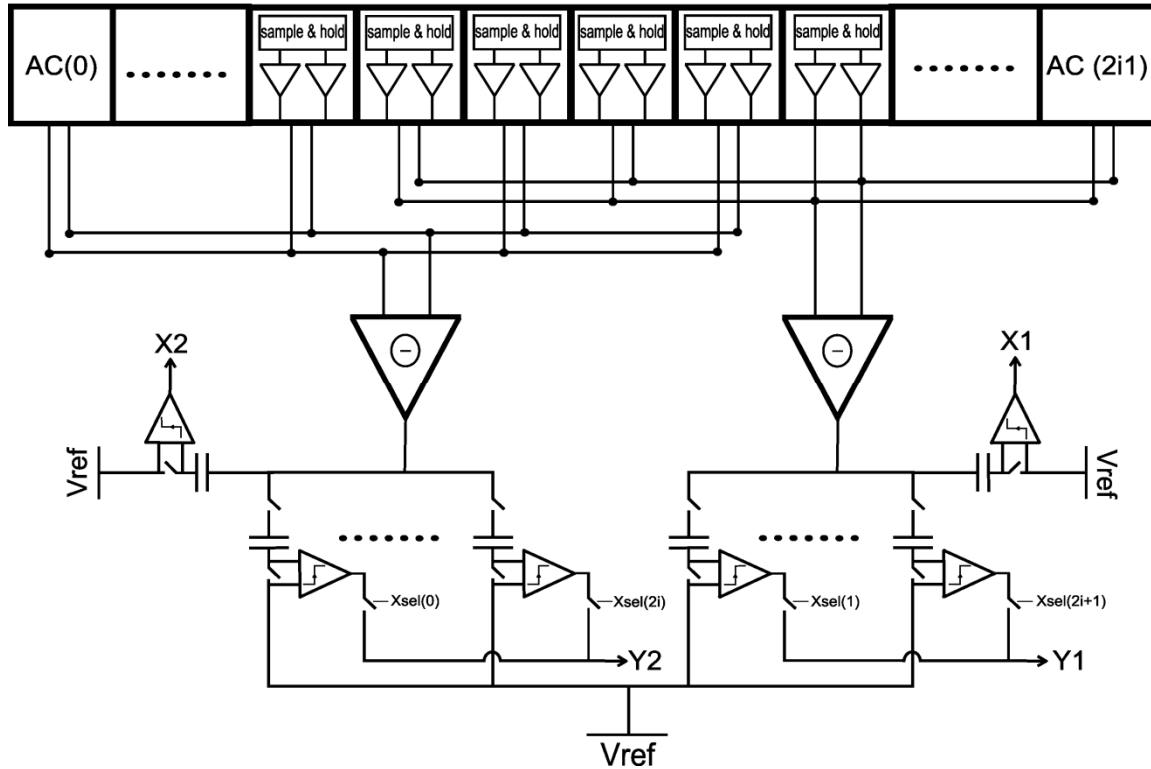 sample & hold sample & hold sample & hold sample & hold sample & hold sample & hold
AC(0) AC (2i1)
X2 X1
Vref Vref
Xsel(0) Xsel(2i) Xsel(1) Xsel(2i+1)
Y2 Y1
Vref